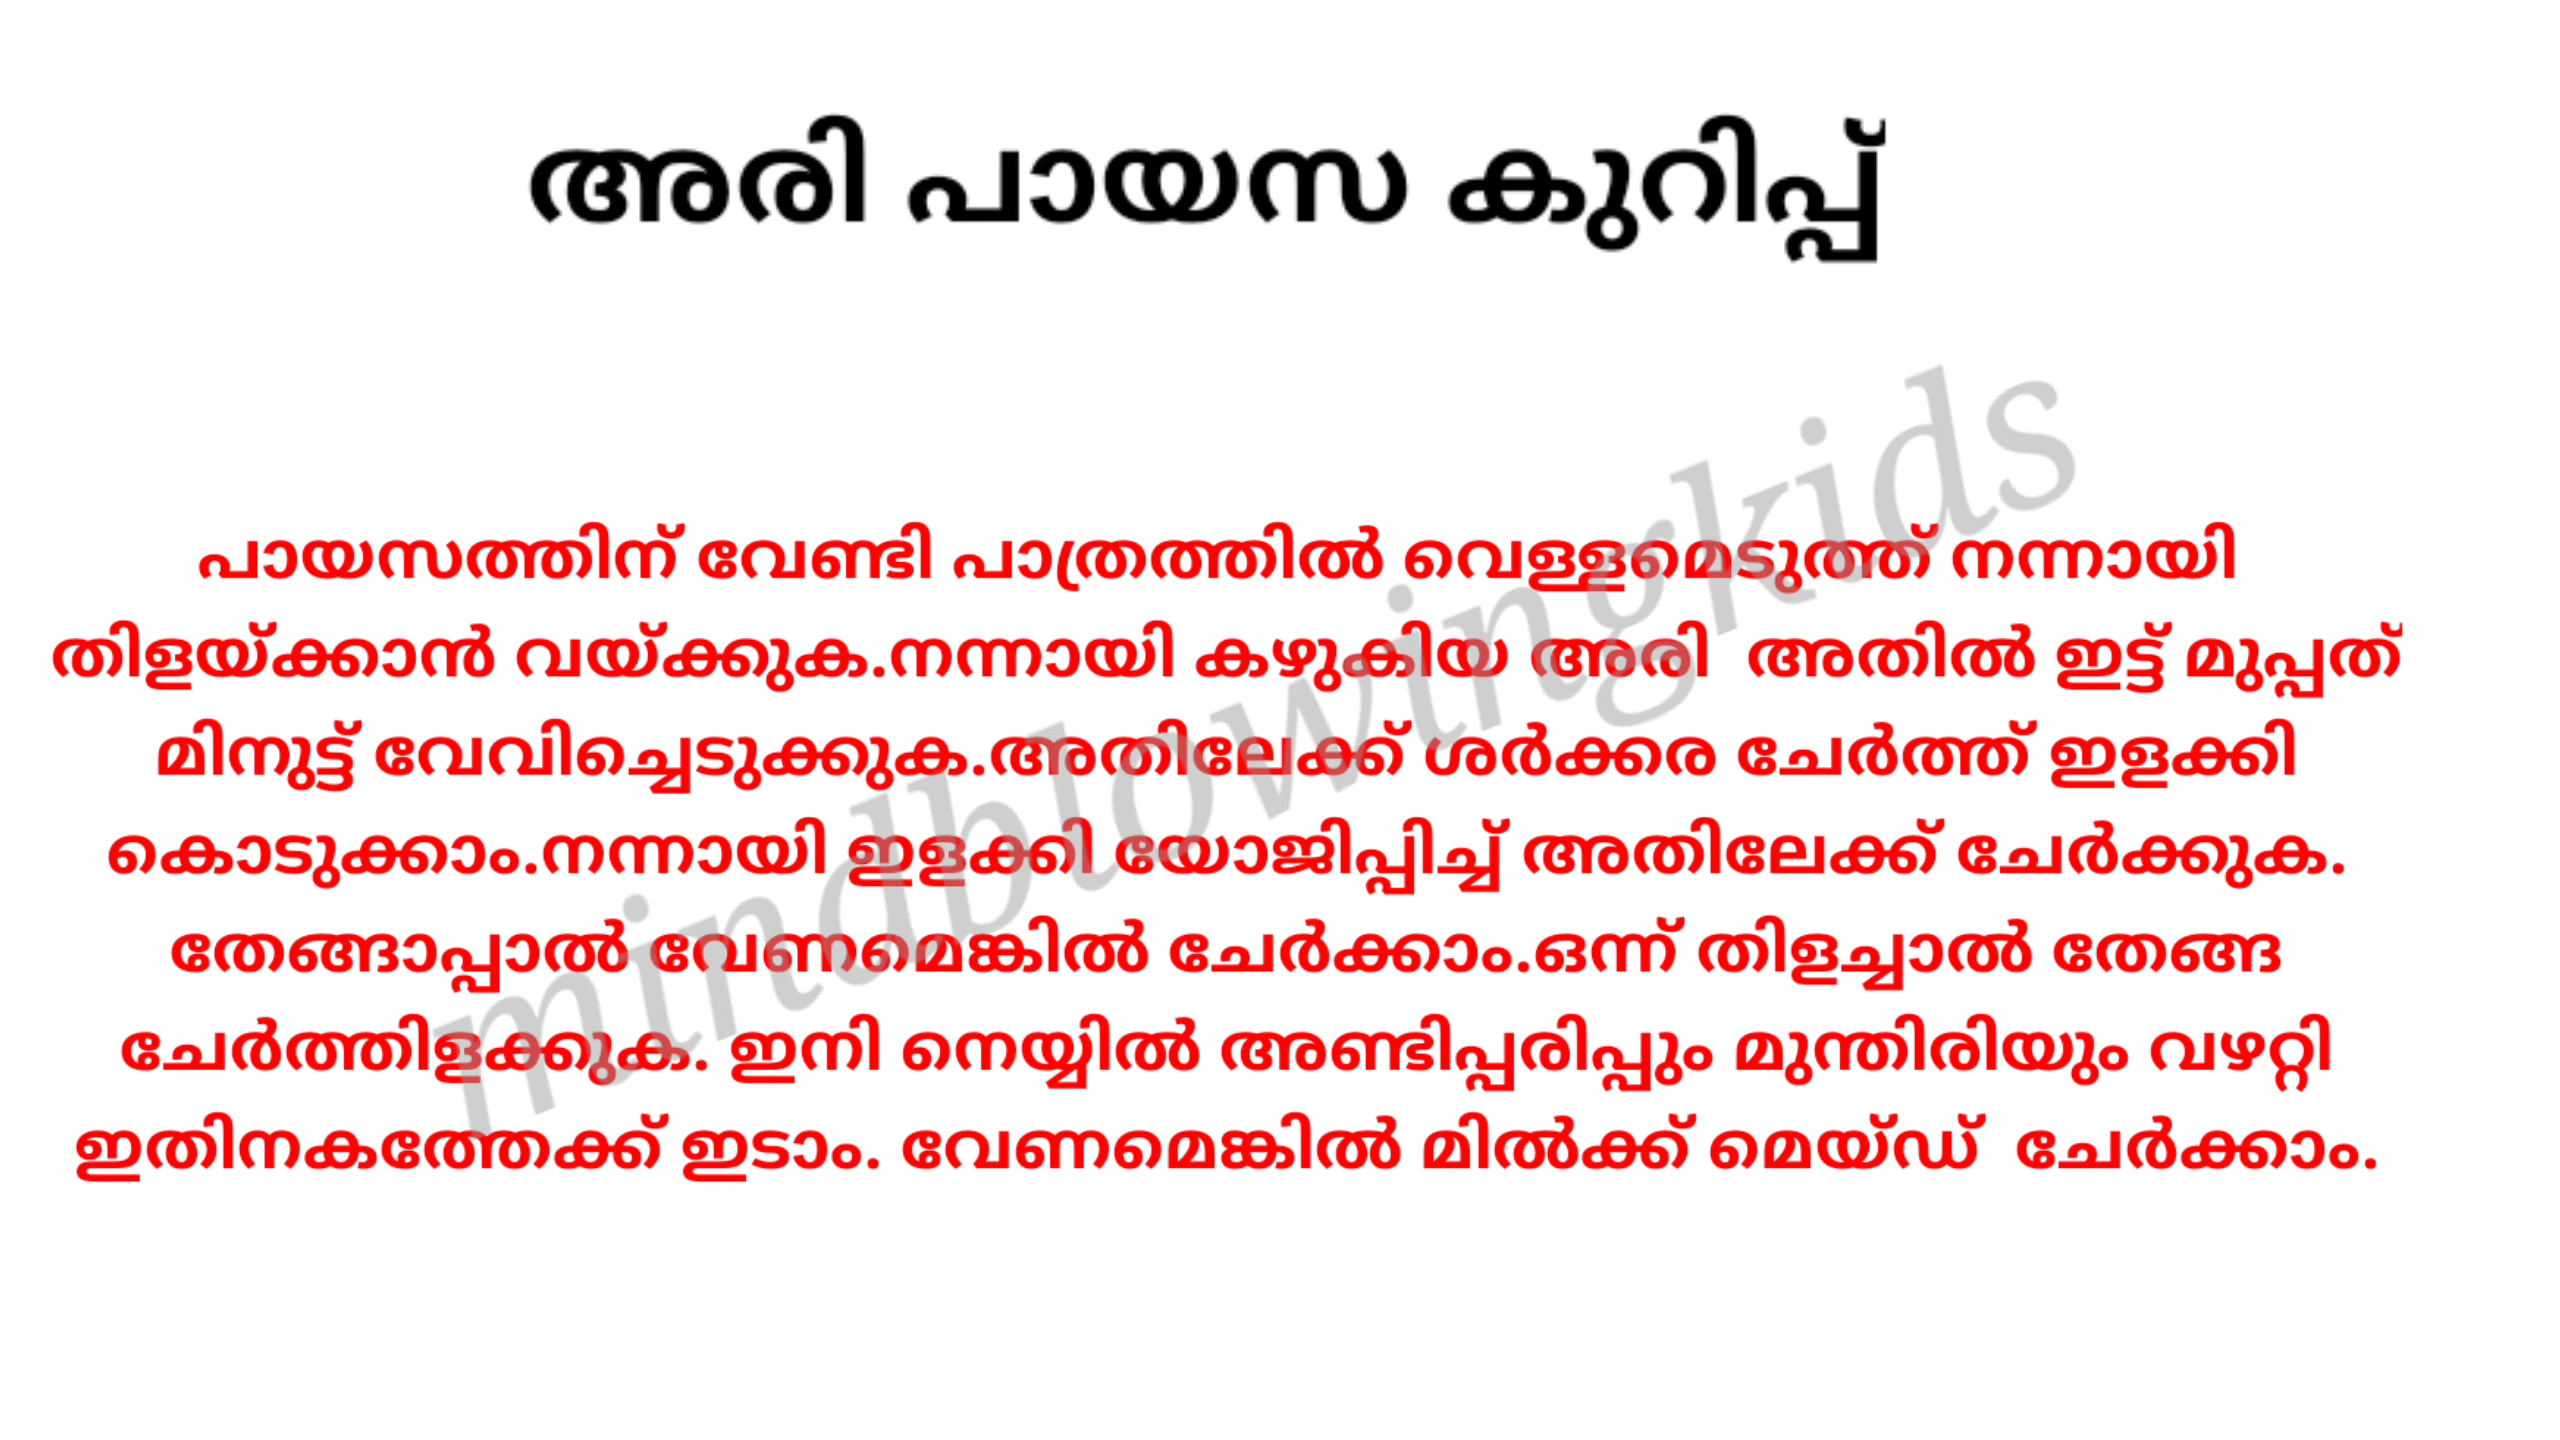 അരി പായസ കുറിപ്പ്
പായസത്തിന് വേണ്ടി പാത്രത്തിൽ വെള്ളമെടുത്ത് നന്നായി
തിളയ്ക്കാൻ വയ്ക്കുക.നന്നായി കഴുകിയ അരി  അതിൽ ഇട്ട് മുപ്പത്
മിനുട്ട് വേവിച്ചെടുക്കുക.അതിലേക്ക് ശർക്കര ചേർത്ത് ഇളക്കി
കൊടുക്കാം.നന്നായി ഇളക്കി യോജിപ്പിച്ച് അതിലേക്ക് ചേർക്കുക.
തേങ്ങാപ്പാൽ വേണമെങ്കിൽ ചേർക്കാം.ഒന്ന് തിളച്ചാൽ തേങ്ങ
ചേർത്തിളക്കുക. ഇനി നെയ്യിൽ അണ്ടിപ്പരിപ്പും മുന്തിരിയും വഴറ്റി
ഇതിനകത്തേക്ക് ഇടാം. വേണമെങ്കിൽ മിൽക്ക് മെയ്ഡ്  ചേർക്കാം.
mindblowingkids